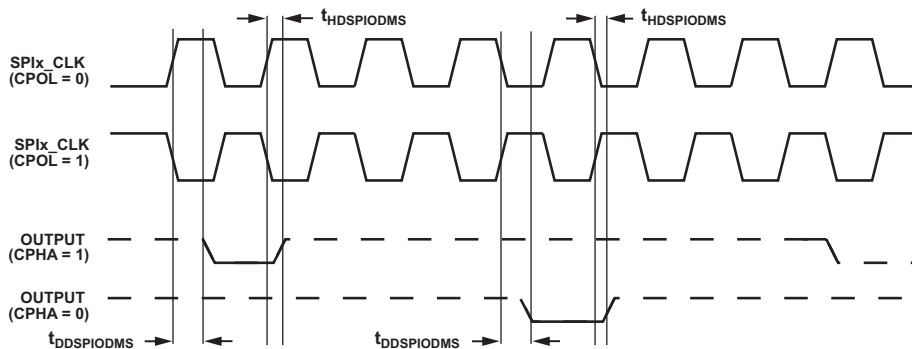 tHDSPIODMS tHDSPIODMS
SPIx_CLK
(CPOL = 0)
SPIx_CLK
(CPOL = 1)
OUTPUT
(CPHA = 1)
OUTPUT
(CPHA = 0)
tDDSPIODMS tDDSPIODMS